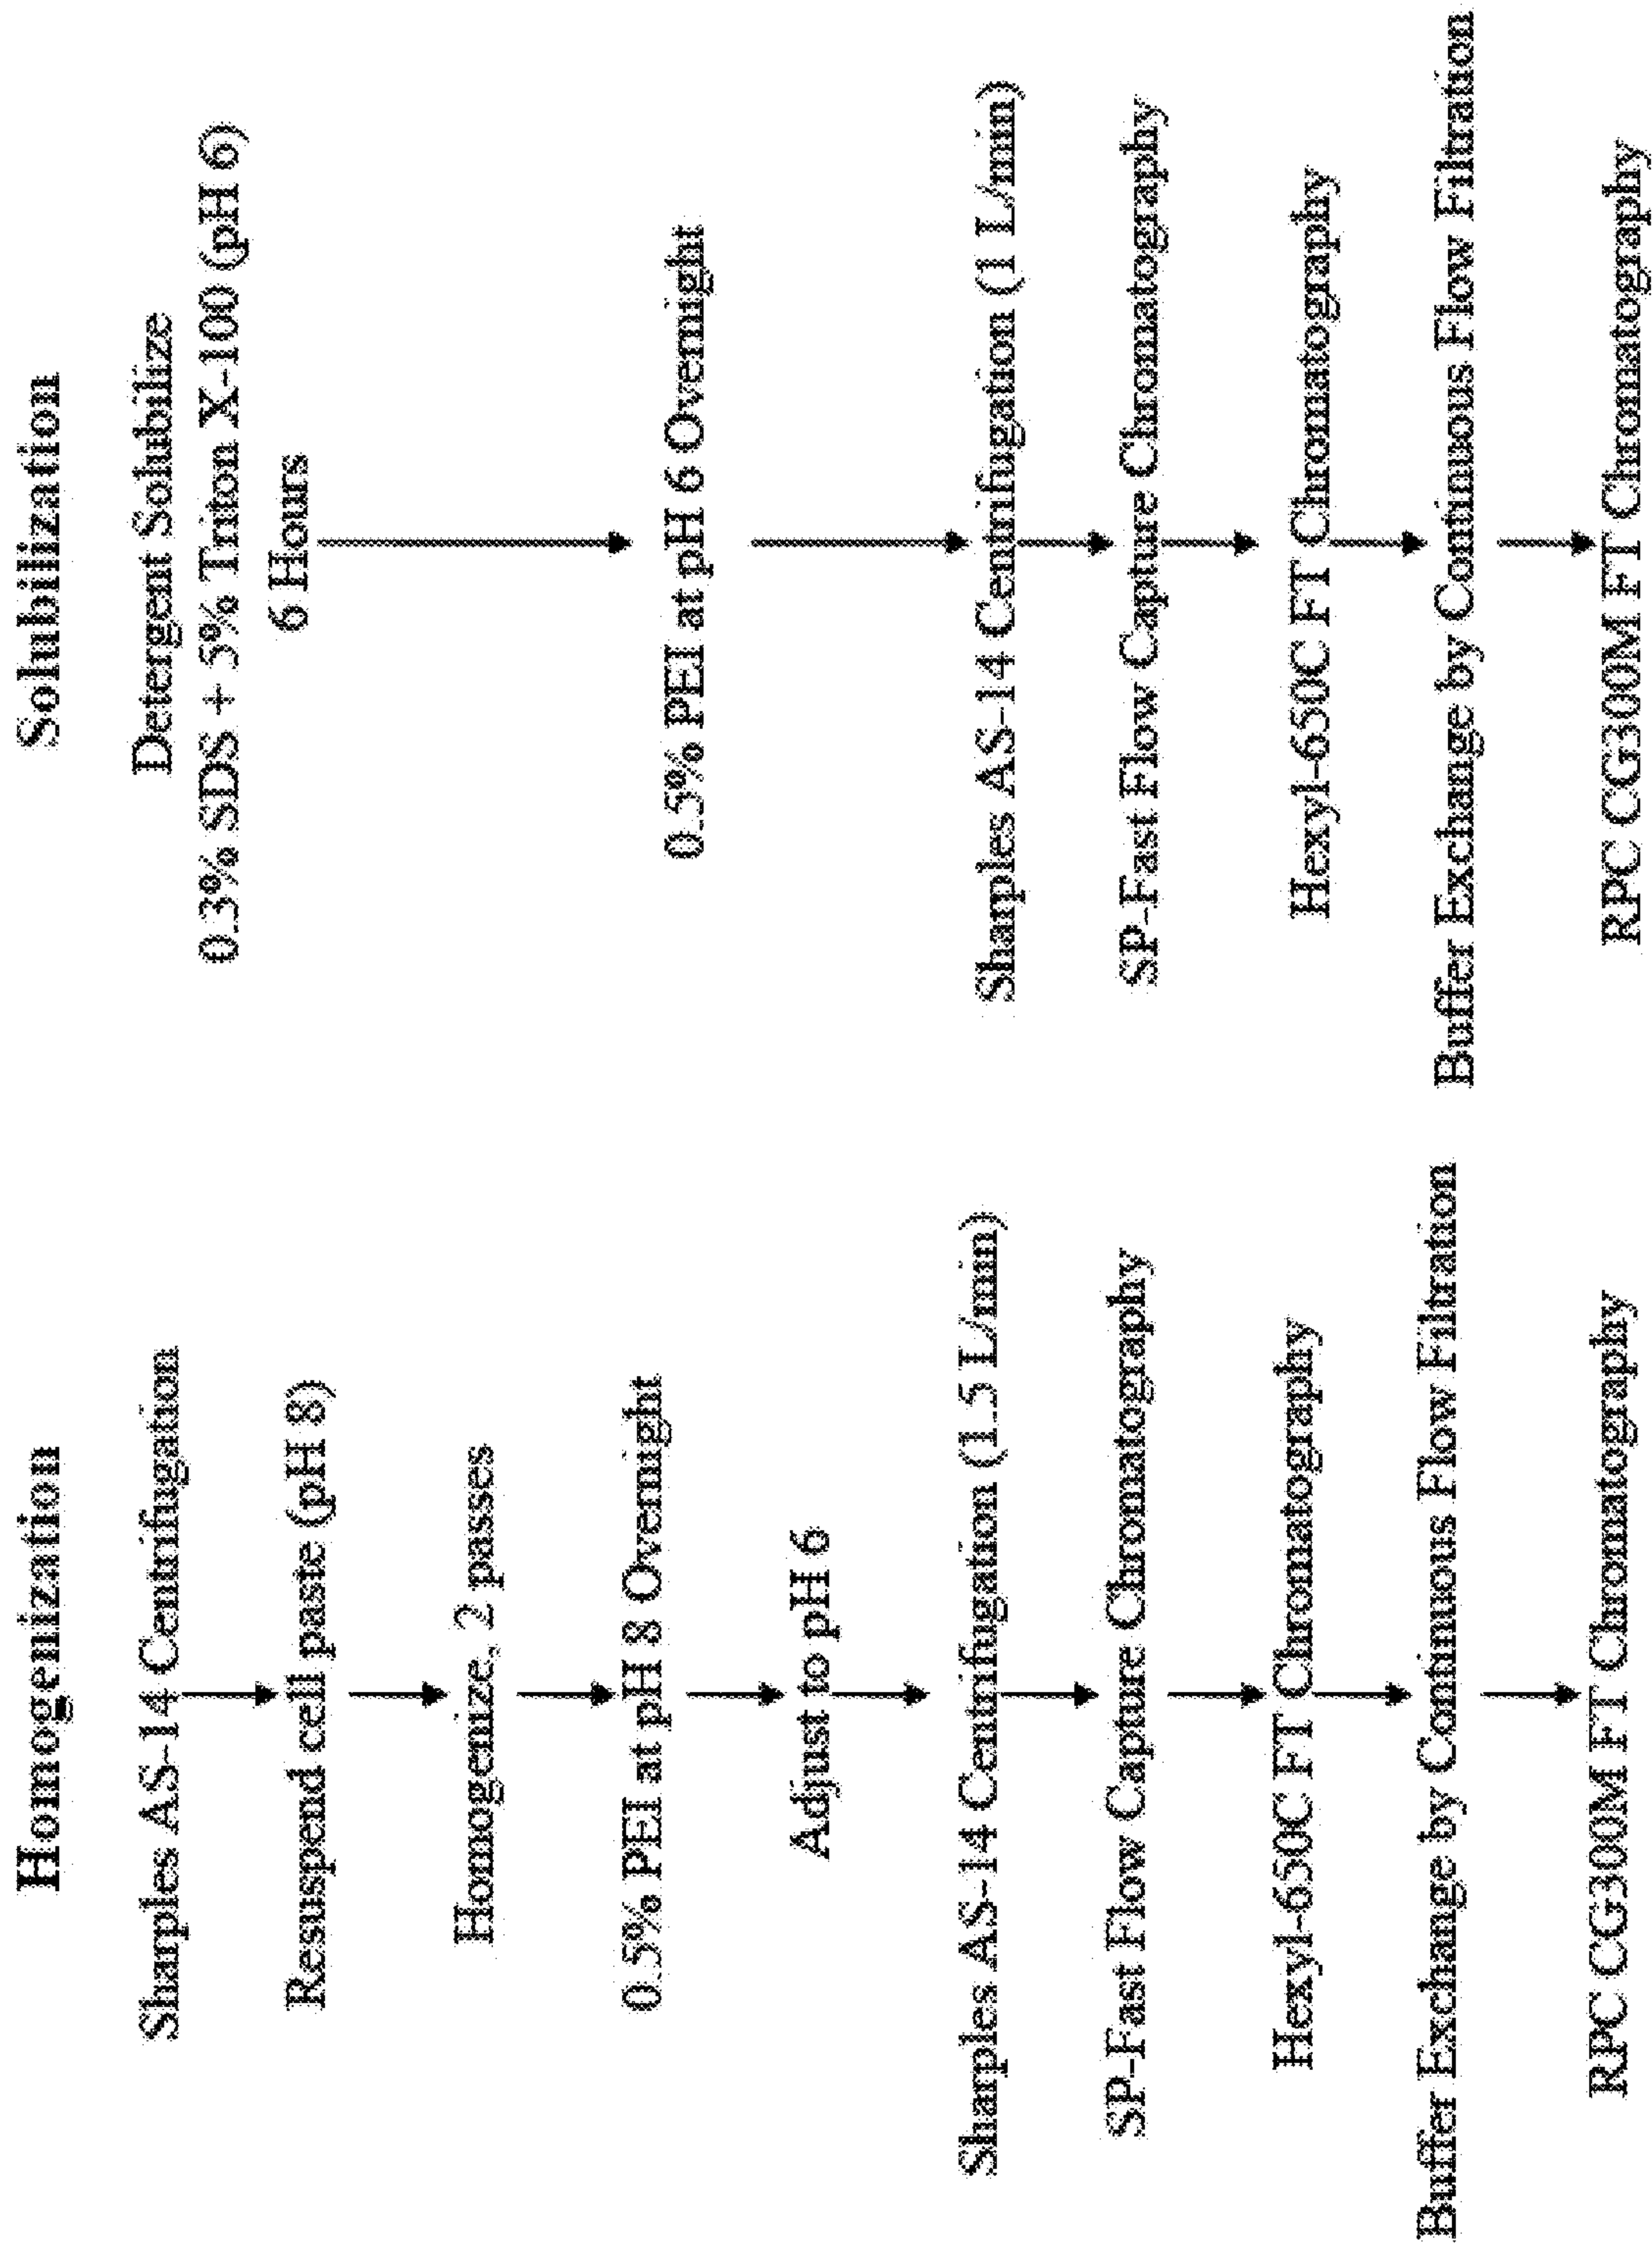 Homogenization
Sharples AS-14 Centrifugation
Resuspend cell paste (pH 8)
Homogenize, 2 passes
0.5% PEI at pH 8 Overnight
Adjust to pH 6
Sharples AS-14 Centrifugation (1.5 L/min)
SP-Fast Flow Capture Chromatography
Hexyl-650C FT Chromatography
Buffer Exchange by Continuous Flow Filtration
RPC CG300M FT Chromatography
Solubilization
Detergent Solubilize
0.3% SDS + 5% Triton X-100 (pH 6)
6 Hours
0.5% PEI at pH 6 Overnight
Sharples AS-14 Centrifugation (1 L/min)
SP-Fast Flow Capture Chromatography
Hexyl-650C FT Chromatography
Buffer Exchange by Continuous Flow Filtration
RPC CG300M FT Chromatography